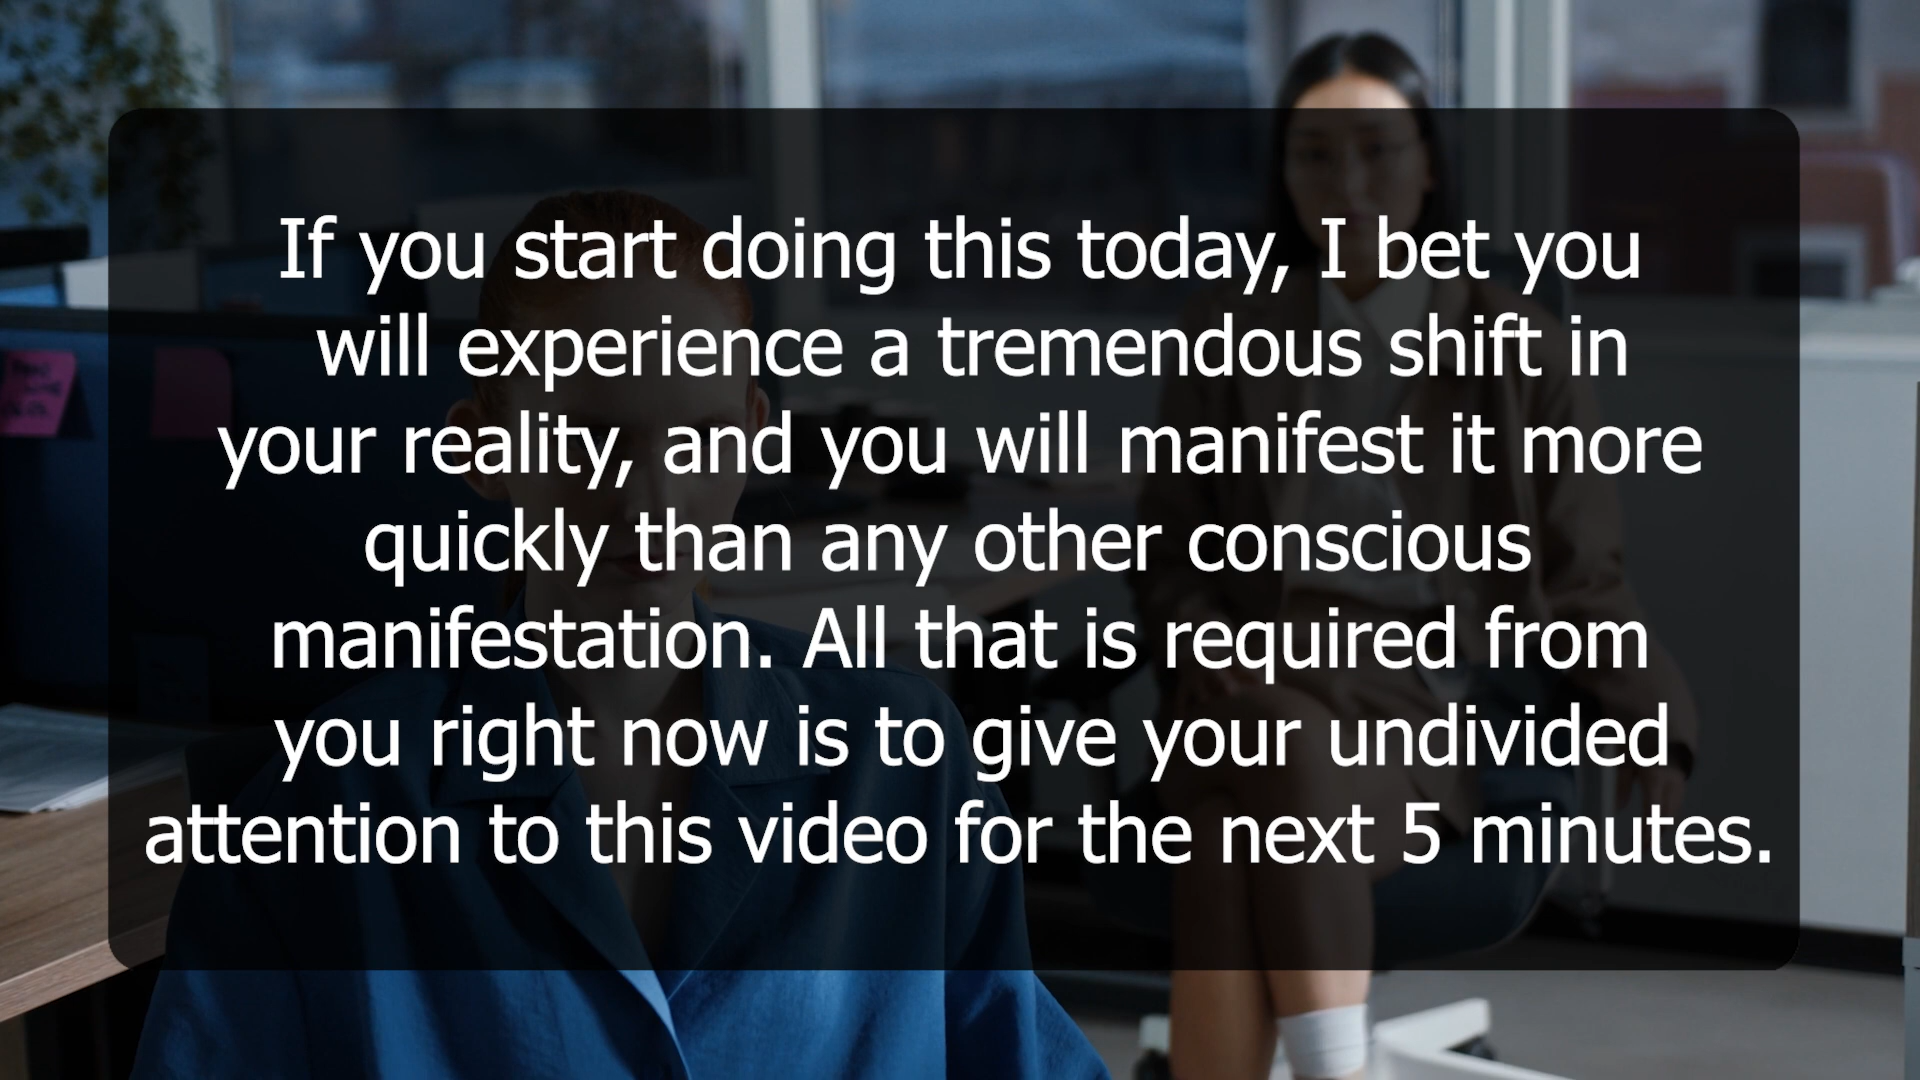 If you start doing this today, I bet you
will experience a tremendous shift in
your reality, and you will manifest it more
quickly than any other conscious
manifestation. All that is required from
you right now is to give your undivided
attention to this video for the next 5 minutes.